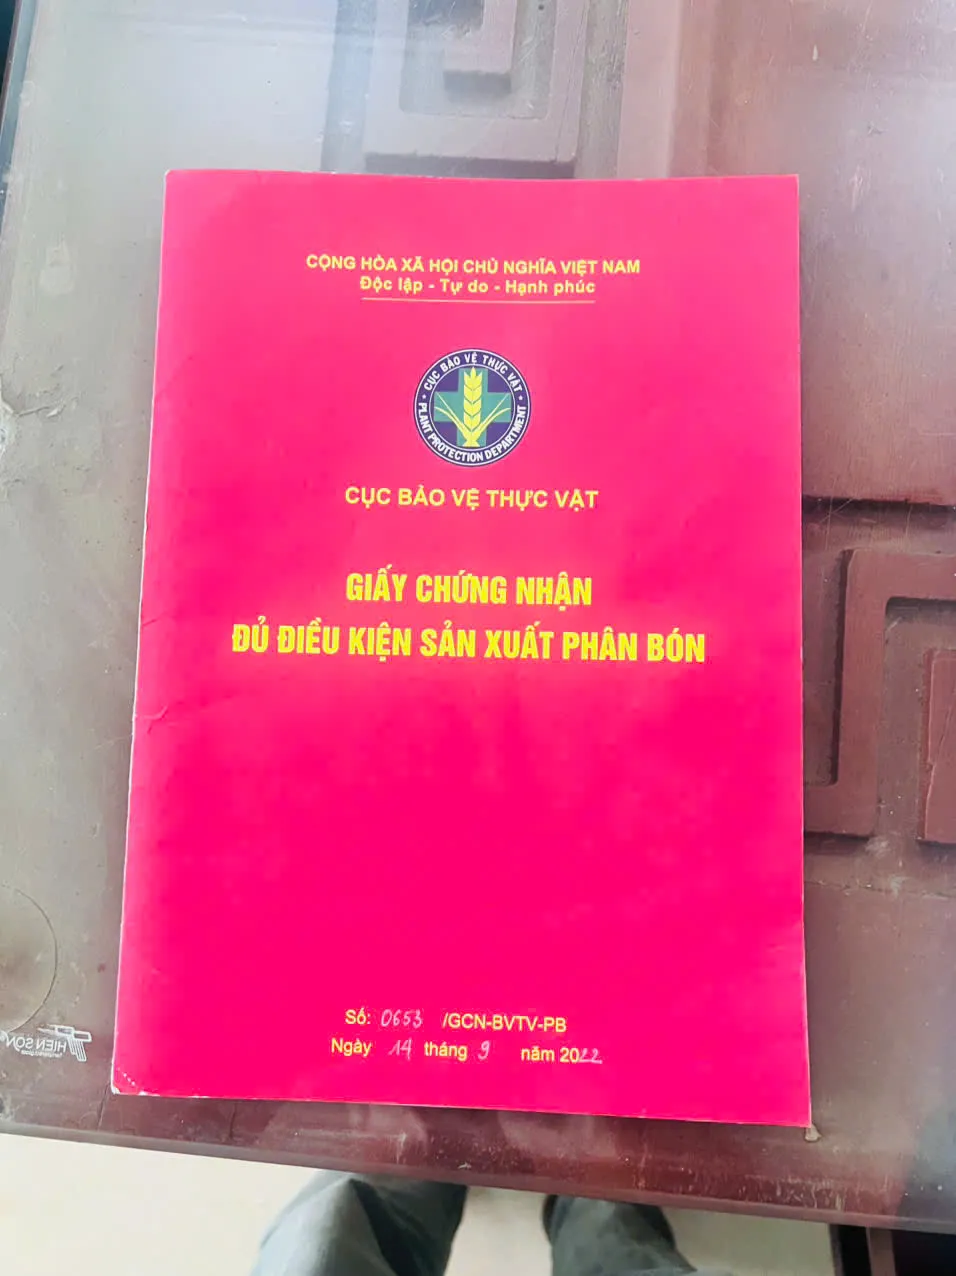 CỘNG HÒA XÃ HỘI CHỦ NGHĨA VIỆT NAM
Độc lập - Tự do - Hạnh phúc
CỤC BẢO VỆ THỰC VẬT
PLANT PROTECTION DEPARTMENT
CỤC BẢO VỆ THỰC VẬT
GIẤY CHỨNG NHẬN
ĐỦ ĐIỀU KIỆN SẢN XUẤT PHÂN BÓN
Số: 0653 /GCN-BVTV-PB
Ngày 14 tháng 9 năm 2022
HIEN SON